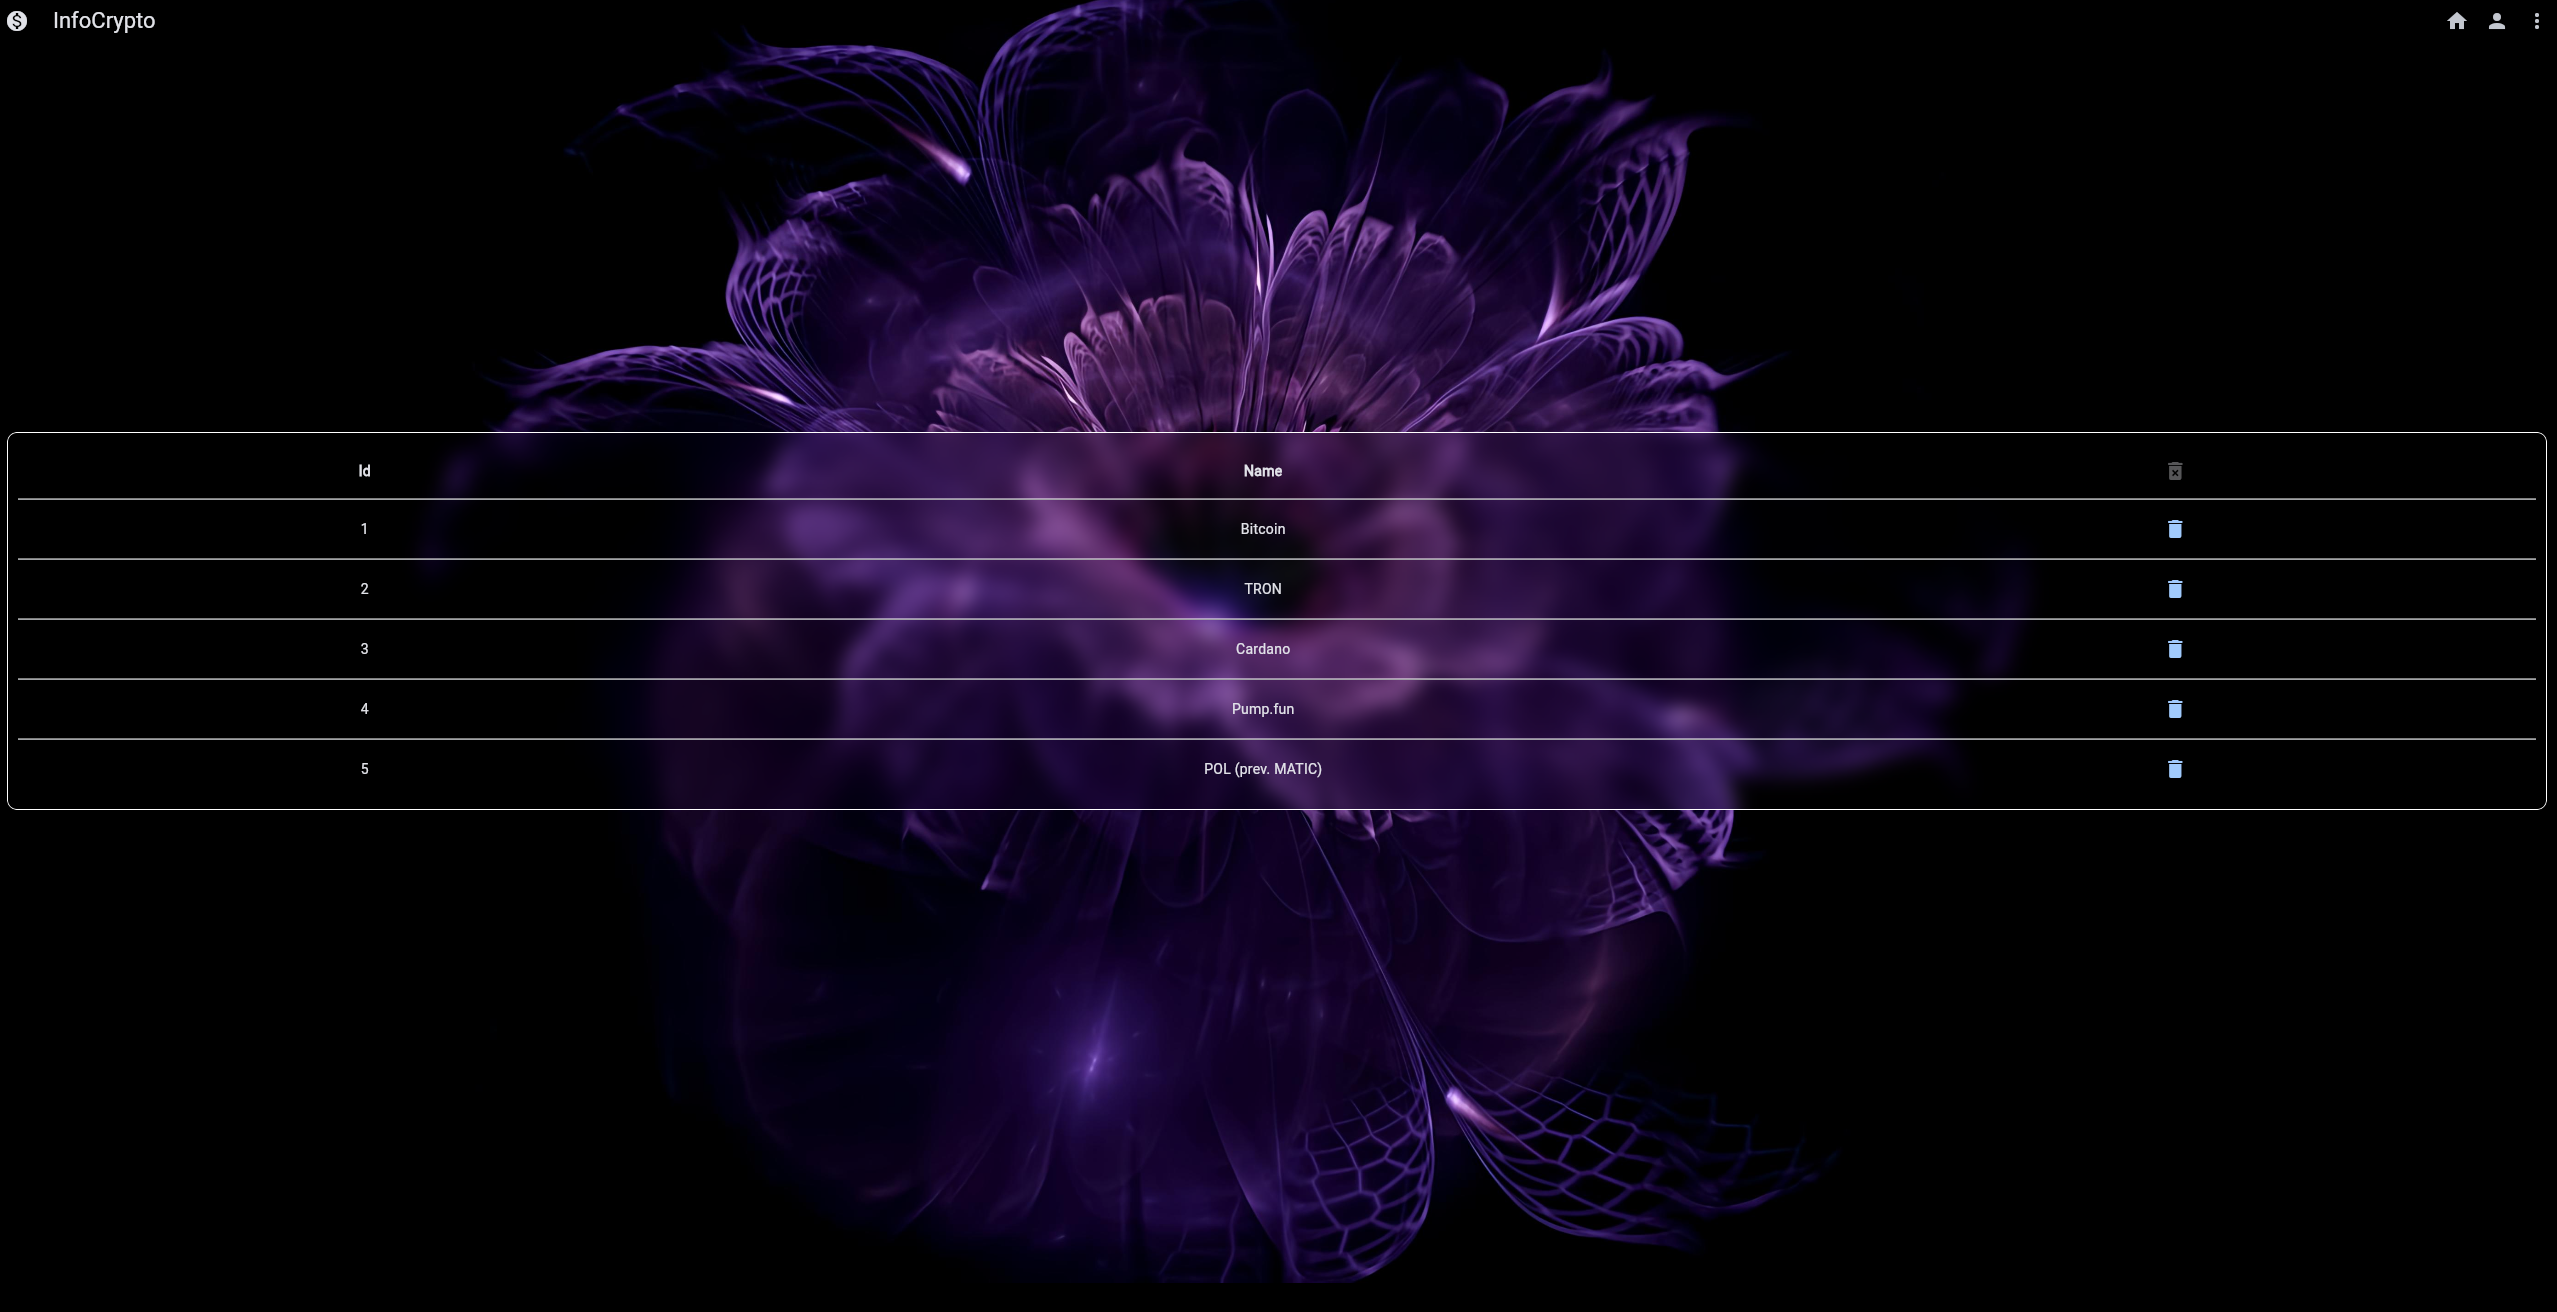 InfoCrypto
Id Name
1 Bitcoin
2 TRON
3 Cardano
4 Pump.fun
5 POL (prev. MATIC)